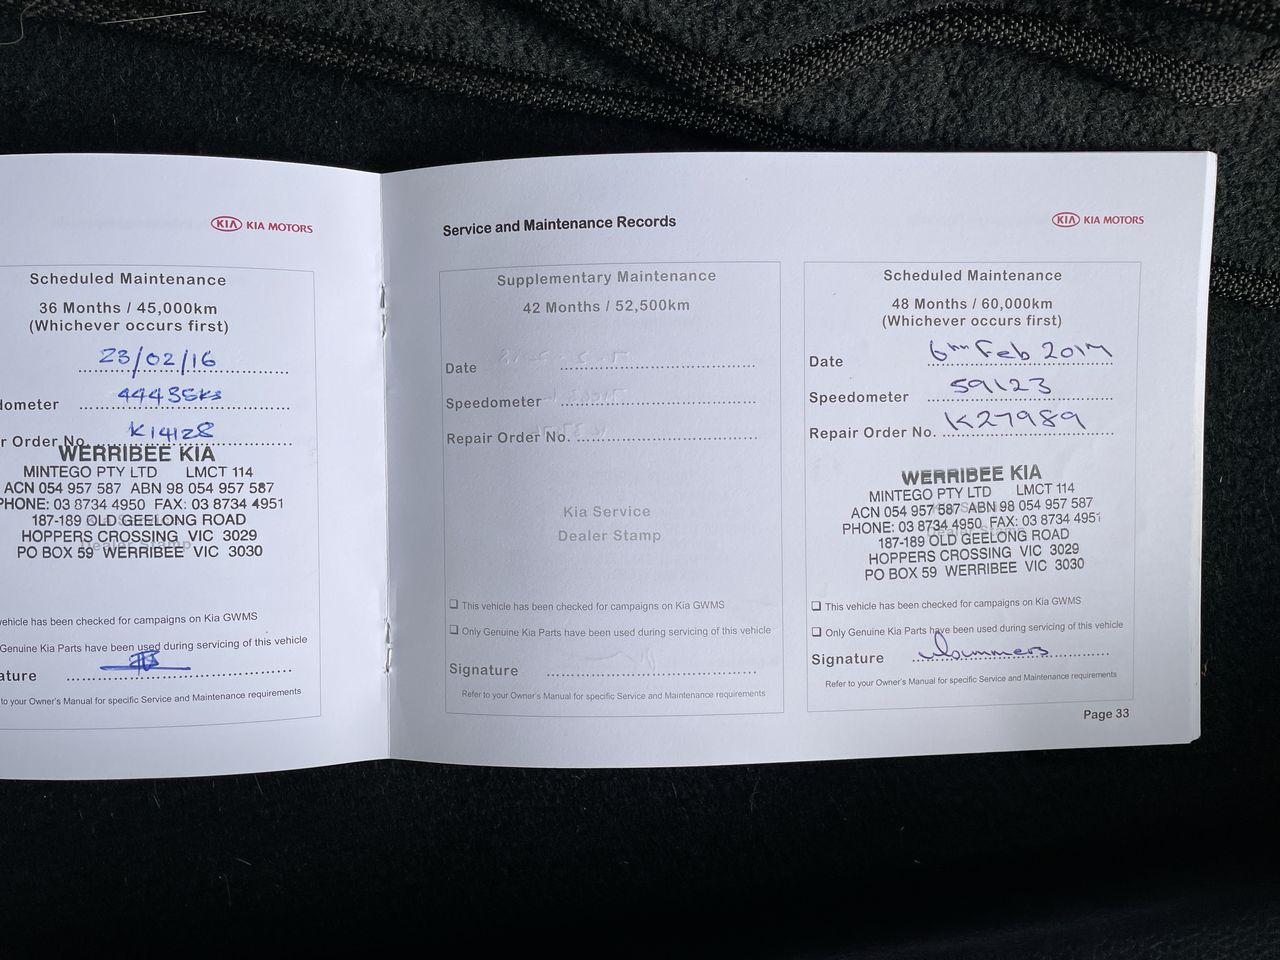 KIA KIA MOTORS
Scheduled Maintenance
36 Months / 45,000km
(Whichever occurs first)
23/02/16
dometer 44435ks
r Order No. K14128
WERRIBEE KIA
MINTEGO PTY LTD LMCT 114
ACN 054 957 587 ABN 98 054 957 587
PHONE: 03 8734 4950 FAX: 03 8734 4951
187-189 OLD GEELONG ROAD
HOPPERS CROSSING VIC 3029
Dealer Stamp
PO BOX 59 WERRIBEE VIC 3030
vehicle has been checked for campaigns on Kia GWMS
Genuine Kia Parts have been used during servicing of this vehicle
ature
to your Owner's Manual for specific Service and Maintenance requirements
Service and Maintenance Records
Supplementary Maintenance
42 Months / 52,500km
Date
Speedometer
Repair Order No.
Kia Service
Dealer Stamp
This vehicle has been checked for campaigns on Kia GWMS
Only Genuine Kia Parts have been used during servicing of this vehicle
Signature
Refer to your Owner's Manual for specific Service and Maintenance requirements
KIA KIA MOTORS
Scheduled Maintenance
48 Months / 60,000km
(Whichever occurs first)
Date 6th Feb 2017
Speedometer 59123
Repair Order No. K27989
WERRIBEE KIA
MINTEGO PTY LTD LMCT 114
ACN 054 957 587 ABN 98 054 957 587
PHONE: 03 8734 4950 FAX: 03 8734 4951
187-189 OLD GEELONG ROAD
HOPPERS CROSSING VIC 3029
PO BOX 59 WERRIBEE VIC 3030
This vehicle has been checked for campaigns on Kia GWMS
Only Genuine Kia Parts have been used during servicing of this vehicle
Signature
Refer to your Owner's Manual for specific Service and Maintenance requirements
Page 33